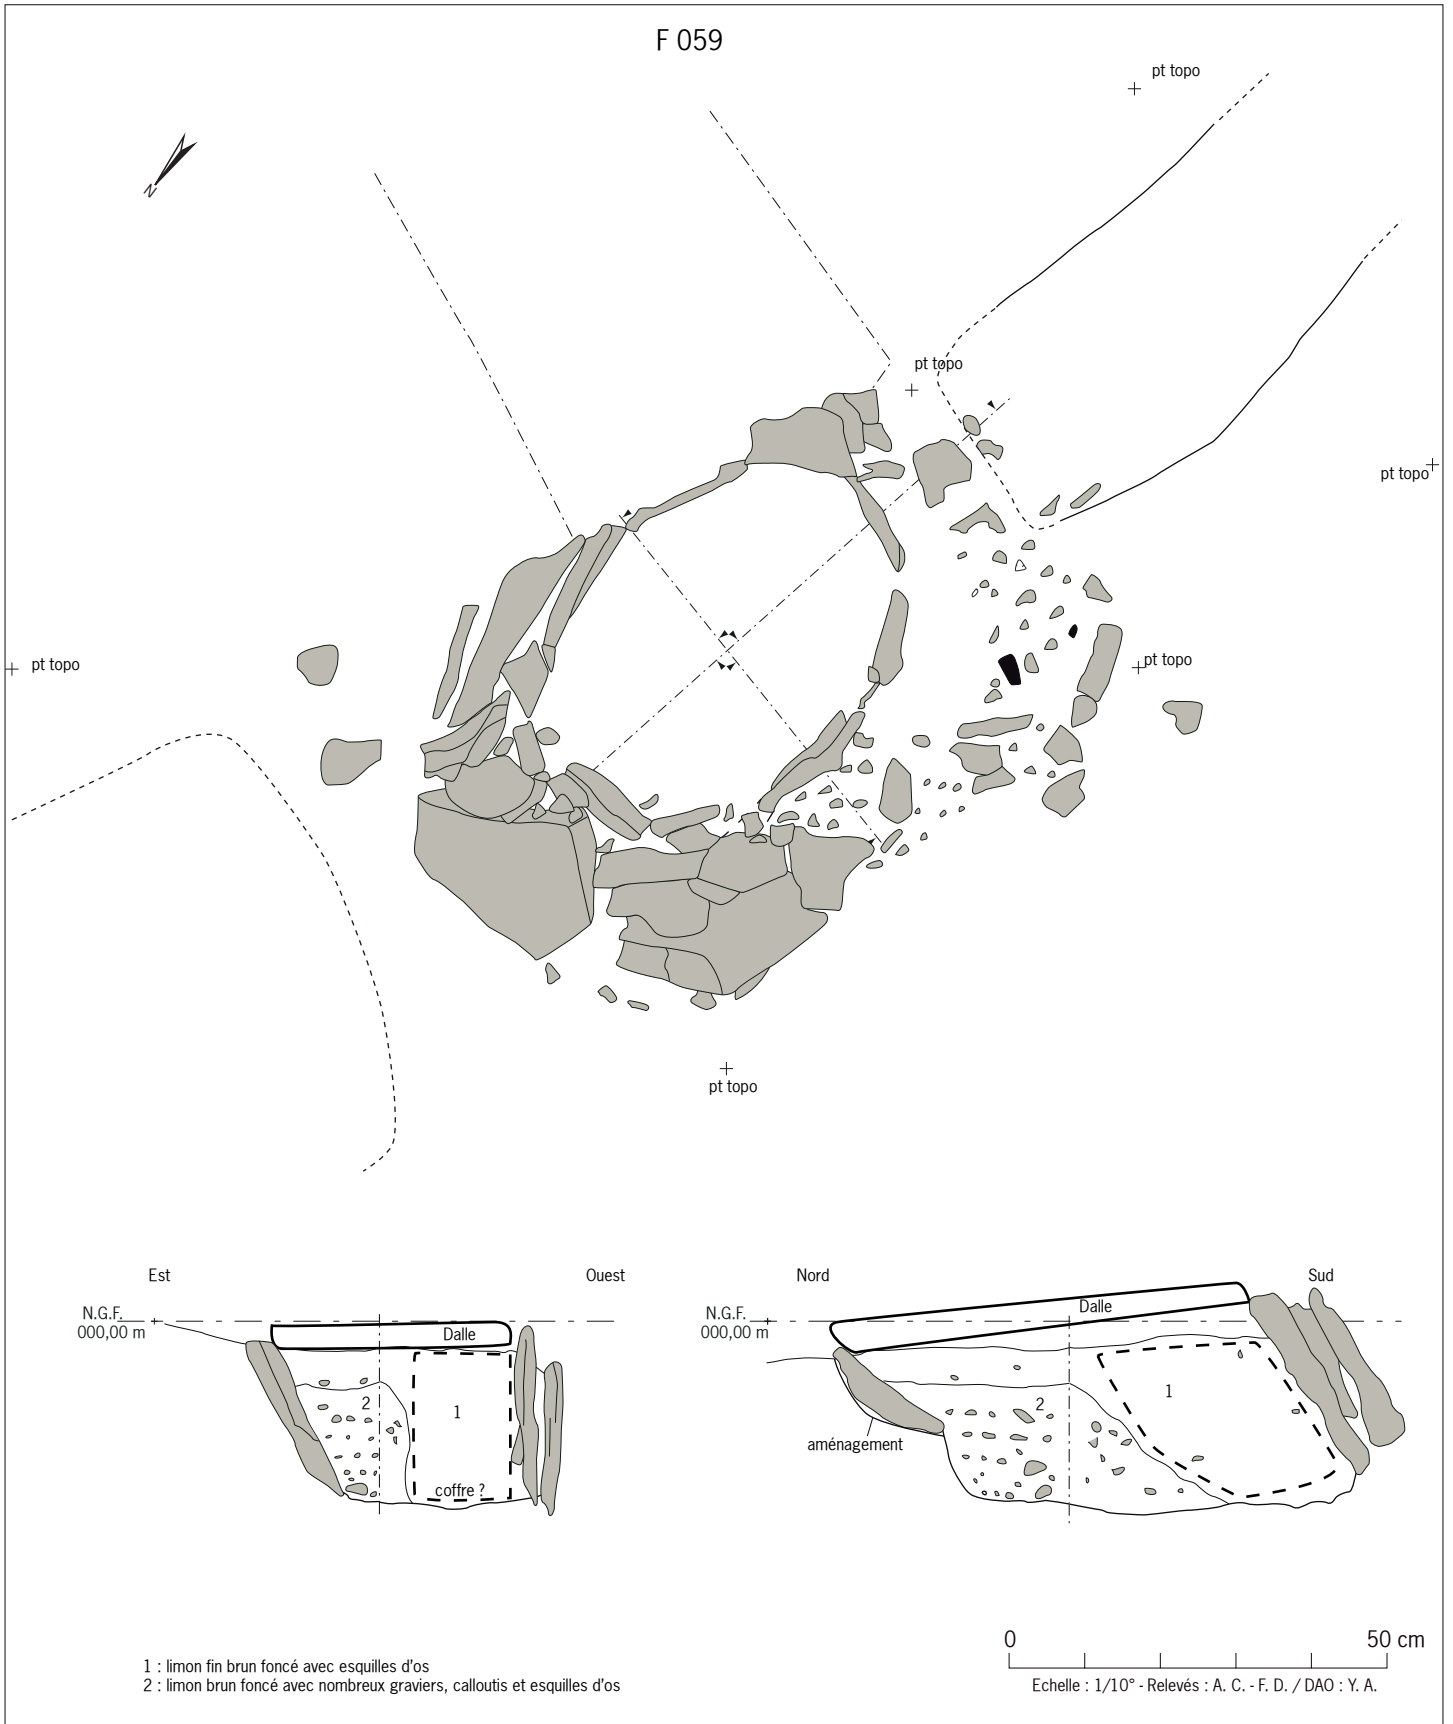 F 059
pt topo
N
pt topo
pt topo
pt topo
pt topo
pt topo
Est
Ouest
Nord
Sud
N.G.F.
000,00 m
Dalle
N.G.F.
000,00 m
Dalle
2
1
1
2
aménagement
coffre ?
0
50 cm
1 : limon fin brun foncé avec esquilles d'os
2 : limon brun foncé avec nombreux graviers, calloutis et esquilles d'os
Echelle : 1/10° - Relevés : A. C. - F. D. / DAO : Y. A.